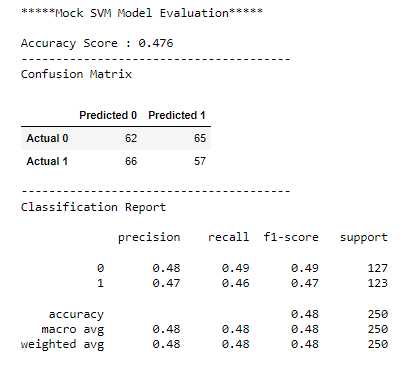 *****Mock SVM Model Evaluation*****
Accuracy Score : 0.476
---------------------------------------
Confusion Matrix
Predicted 0 Predicted 1
Actual 0 62 65
Actual 1 66 57
---------------------------------------
Classification Report
precision recall f1-score support
0 0.48 0.49 0.49 127
1 0.47 0.46 0.47 123
accuracy 0.48 250
macro avg 0.48 0.48 0.48 250
weighted avg 0.48 0.48 0.48 250